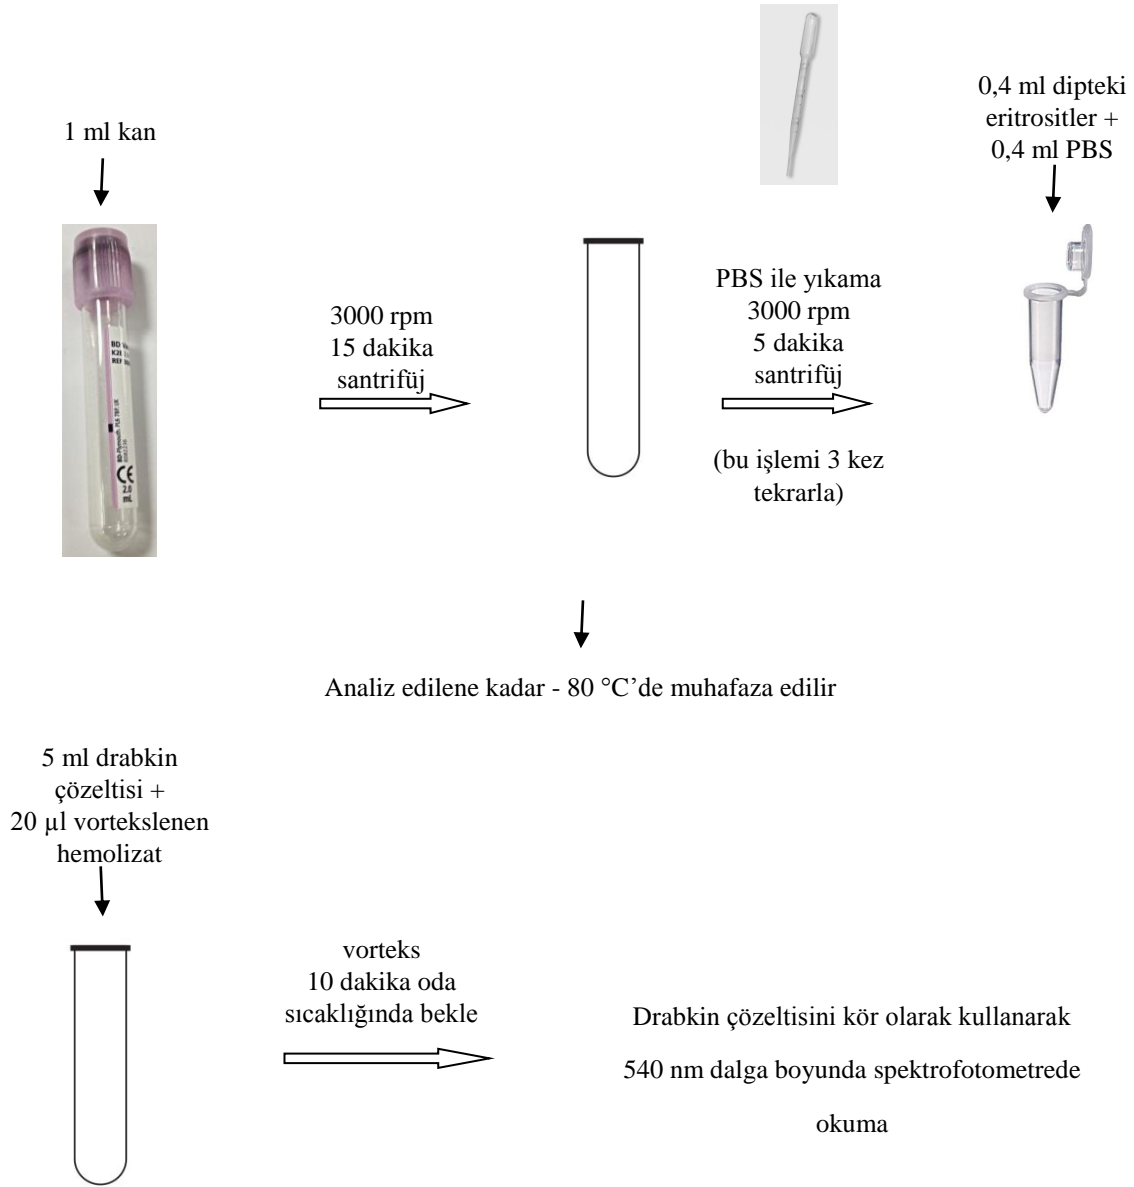 1 ml kan
0,4 ml dipteki
eritrositler +
0,4 ml PBS
3000 rpm
15 dakika
santrifüj
PBS ile yıkama
3000 rpm
5 dakika
santrifüj
(bu işlemi 3 kez
tekrarla)
CE
2.0
Analiz edilene kadar - 80 °C’de muhafaza edilir
5 ml drabkin
çözeltisi +
20 µl vortekslenen
hemolizat
vorteks
10 dakika oda
sıcaklığında bekle
Drabkin çözeltisini kör olarak kullanarak
540 nm dalga boyunda spektrofotometrede
okuma